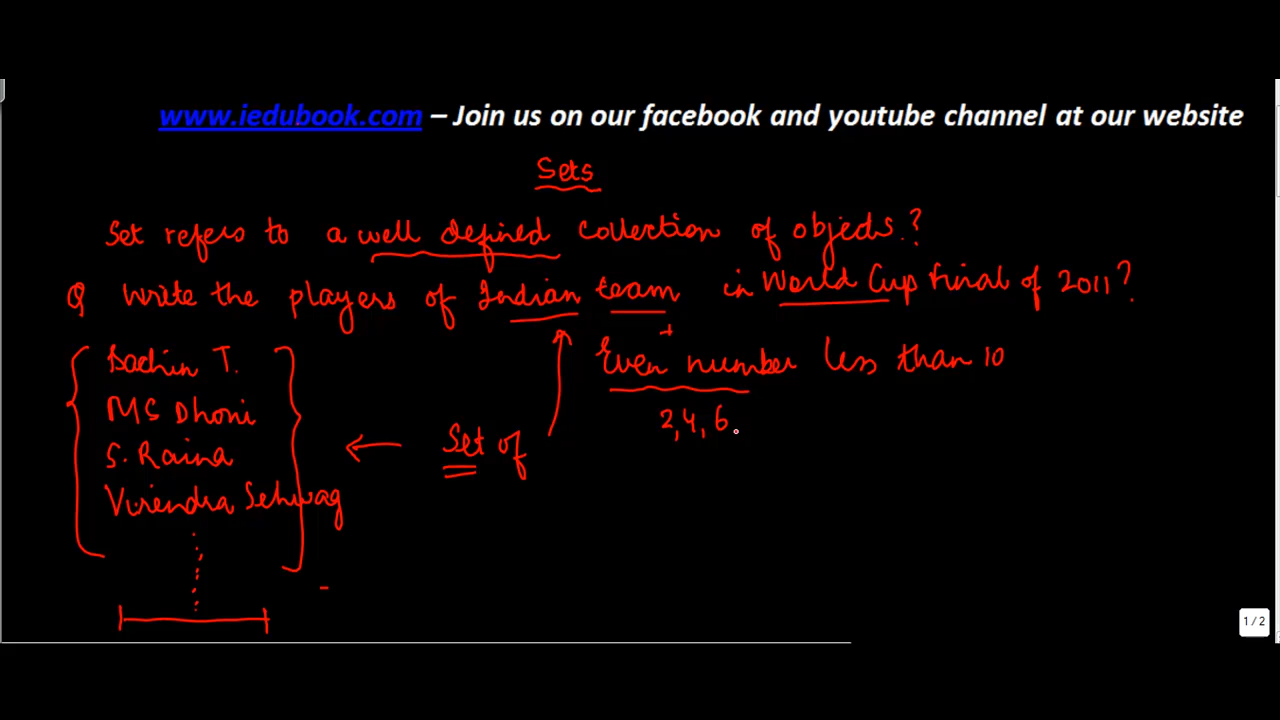 www.iedubook.com – Join us on our facebook and youtube channel at our website
Sets
Set refers to a well defined collection of objects.?
Q Write the players of Indian team in World Cup Final of 2011?
+
Even number less than 10
2, 4, 6
Sachin T.
MS Dhoni
S. Raina
Virendra Sehwag
← Set of
1 / 2